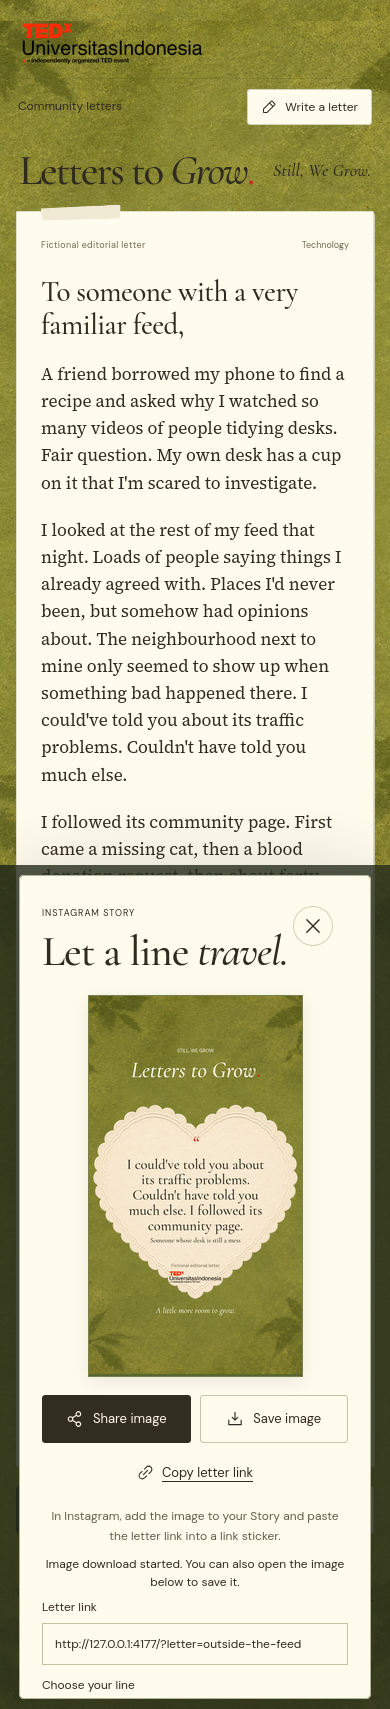 TEDx
UniversitasIndonesia
x = independently organized TED event
Community letters
Write a letter
Letters to Grow.
Still, We Grow.
Fictional editorial letter
Technology
To someone with a very
familiar feed,
A friend borrowed my phone to find a
recipe and asked why I watched so
many videos of people tidying desks.
Fair question. My own desk has a cup
on it that I'm scared to investigate.
I looked at the rest of my feed that
night. Loads of people saying things I
already agreed with. Places I'd never
been, but somehow had opinions
about. The neighbourhood next to
mine only seemed to show up when
something bad happened there. I
could've told you about its traffic
problems. Couldn't have told you
much else.
I followed its community page. First
came a missing cat, then a blood
donation request, then about forty
INSTAGRAM STORY
Let a line travel.
STILL, WE GROW
Letters to Grow.
“
I could've told you about
its traffic problems.
Couldn't have told you
much else. I followed its
community page.
Someone whose desk is still a mess
Fictional editorial letter
TEDx
UniversitasIndonesia
A little more room to grow.
Share image
Save image
Copy letter link
In Instagram, add the image to your Story and paste
the letter link into a link sticker.
Image download started. You can also open the image
below to save it.
Letter link
http://127.0.0.1:4177/?letter=outside-the-feed
Choose your line